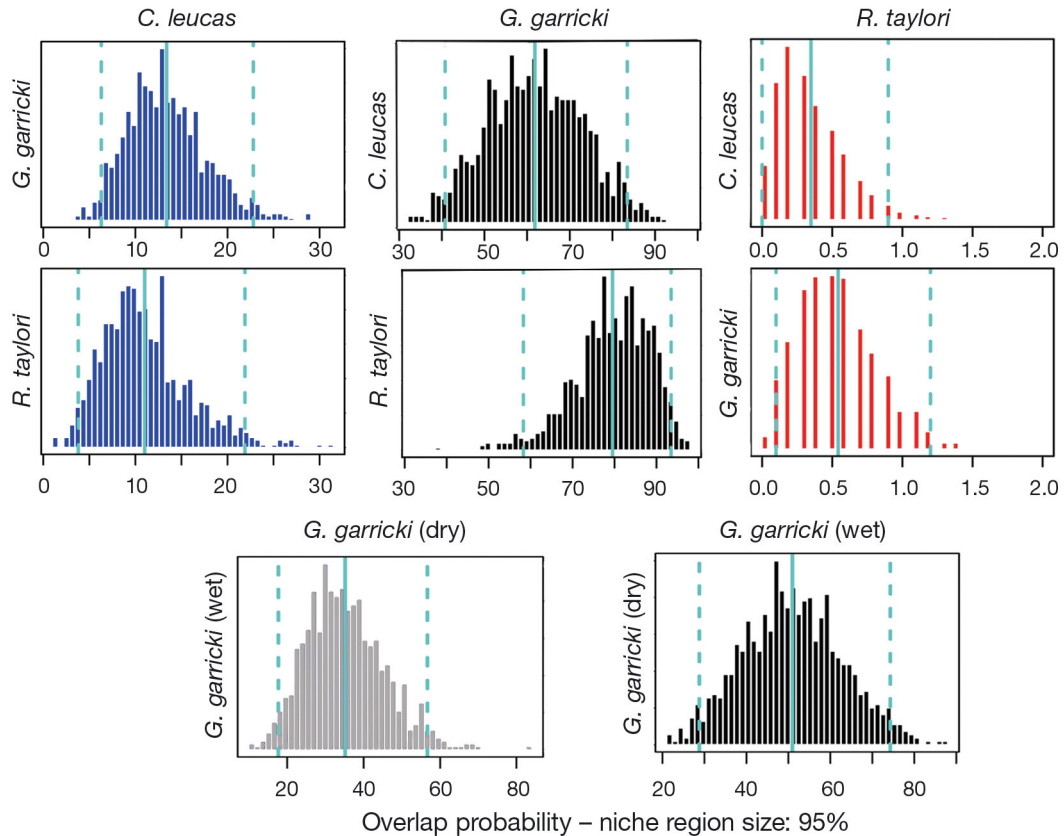 C. leucas
G. garricki
R. taylori
G. garricki
C. leucas
C. leucas
0 10 20 30
30 50 70 90
0.0 0.5 1.0 1.5 2.0
R. taylori
R. taylori
G. garricki
0 10 20 30
30 50 70 90
0.0 0.5 1.0 1.5 2.0
G. garricki (dry)
G. garricki (wet)
G. garricki (wet)
G. garricki (dry)
20 40 60 80
20 40 60 80
Overlap probability – niche region size: 95%